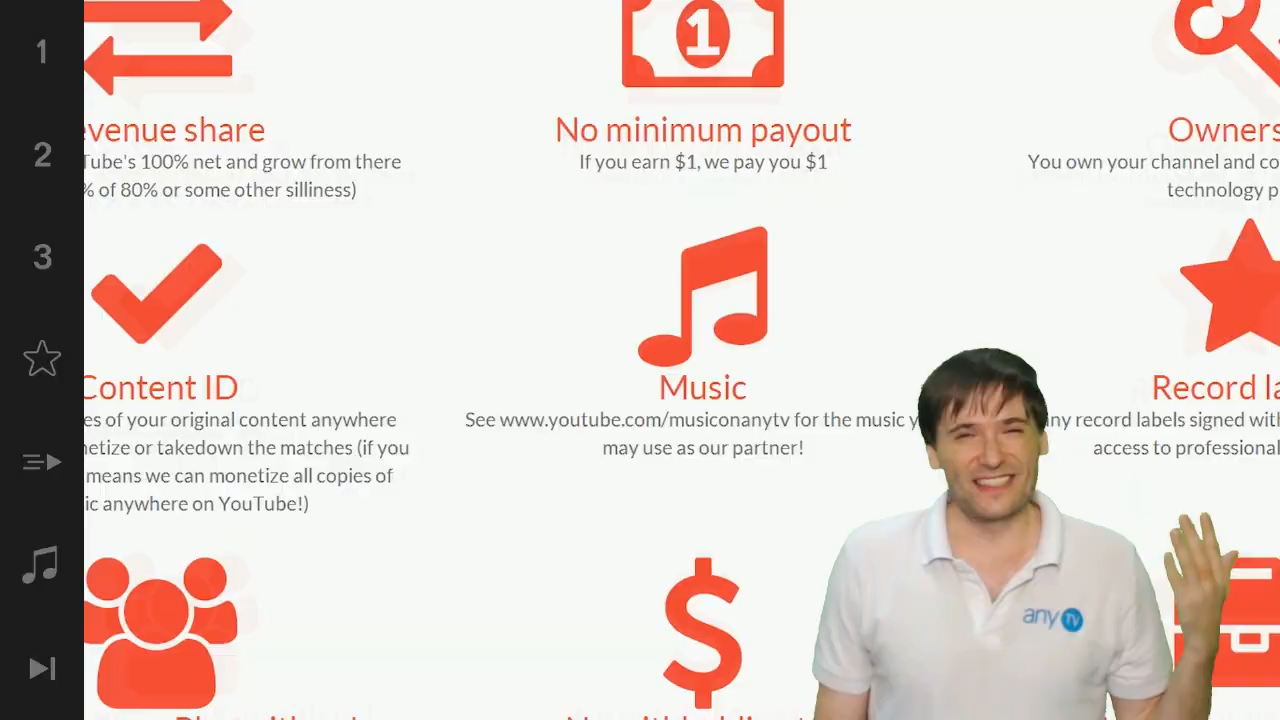 1
2
3
1
evenue share
No minimum payout
Owners
Tube's 100% net and grow from there
If you earn $1, we pay you $1
You own your channel and co
% of 80% or some other silliness)
technology p
Content ID
Music
Record la
es of your original content anywhere
See www.youtube.com/musiconanytv for the music y
any record labels signed with
netize or takedown the matches (if you
may use as our partner!
access to professional
means we can monetize all copies of
ic anywhere on YouTube!)
$
any TV